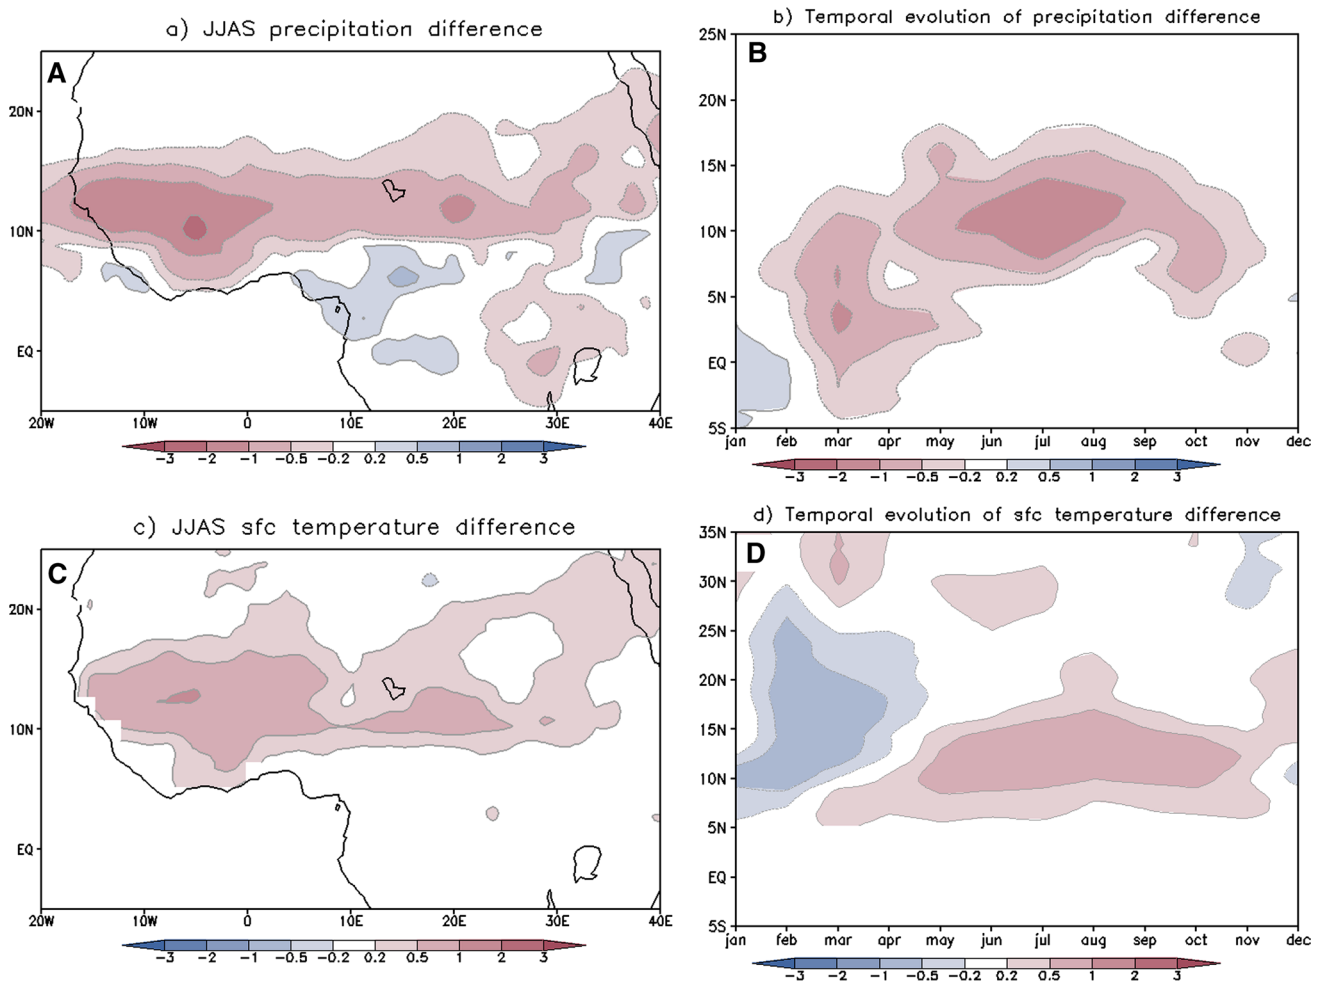 a) JJAS precipitation difference
A
20N
10N
EQ
20W 10W 0 10E 20E 30E 40E
-3 -2 -1 -0.5 -0.2 0.2 0.5 1 2 3
b) Temporal evolution of precipitation difference
B
25N
20N
15N
10N
5N
EQ
5S
jan feb mar apr may jun jul aug sep oct nov dec
-3 -2 -1 -0.5 -0.2 0.2 0.5 1 2 3
c) JJAS sfc temperature difference
C
20N
10N
EQ
20W 10W 0 10E 20E 30E 40E
-3 -2 -1 -0.5 -0.2 0.2 0.5 1 2 3
d) Temporal evolution of sfc temperature difference
D
35N
30N
25N
20N
15N
10N
5N
EQ
5S
jan feb mar apr may jun jul aug sep oct nov dec
-3 -2 -1 -0.5 -0.2 0.2 0.5 1 2 3